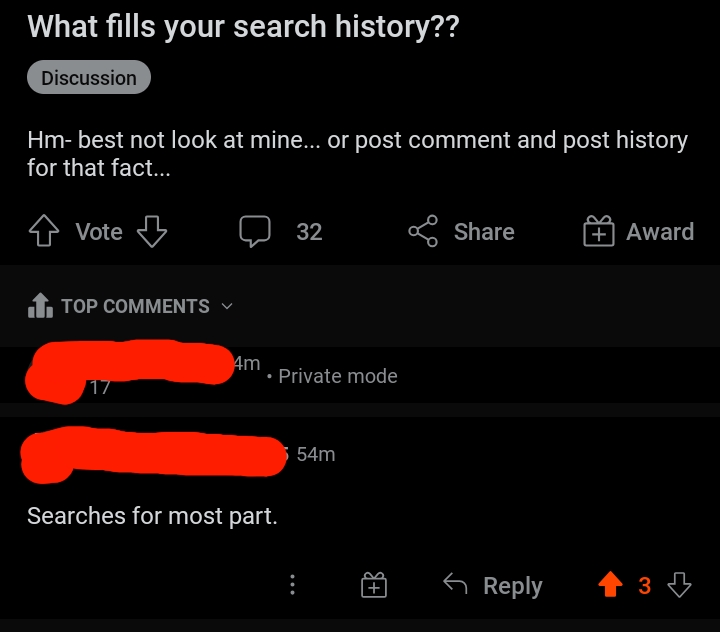 What fills your search history??
Discussion
Hm- best not look at mine... or post comment and post history
for that fact...
Vote 32 Share Award
TOP COMMENTS
4m • Private mode
17
54m
Searches for most part.
Reply 3